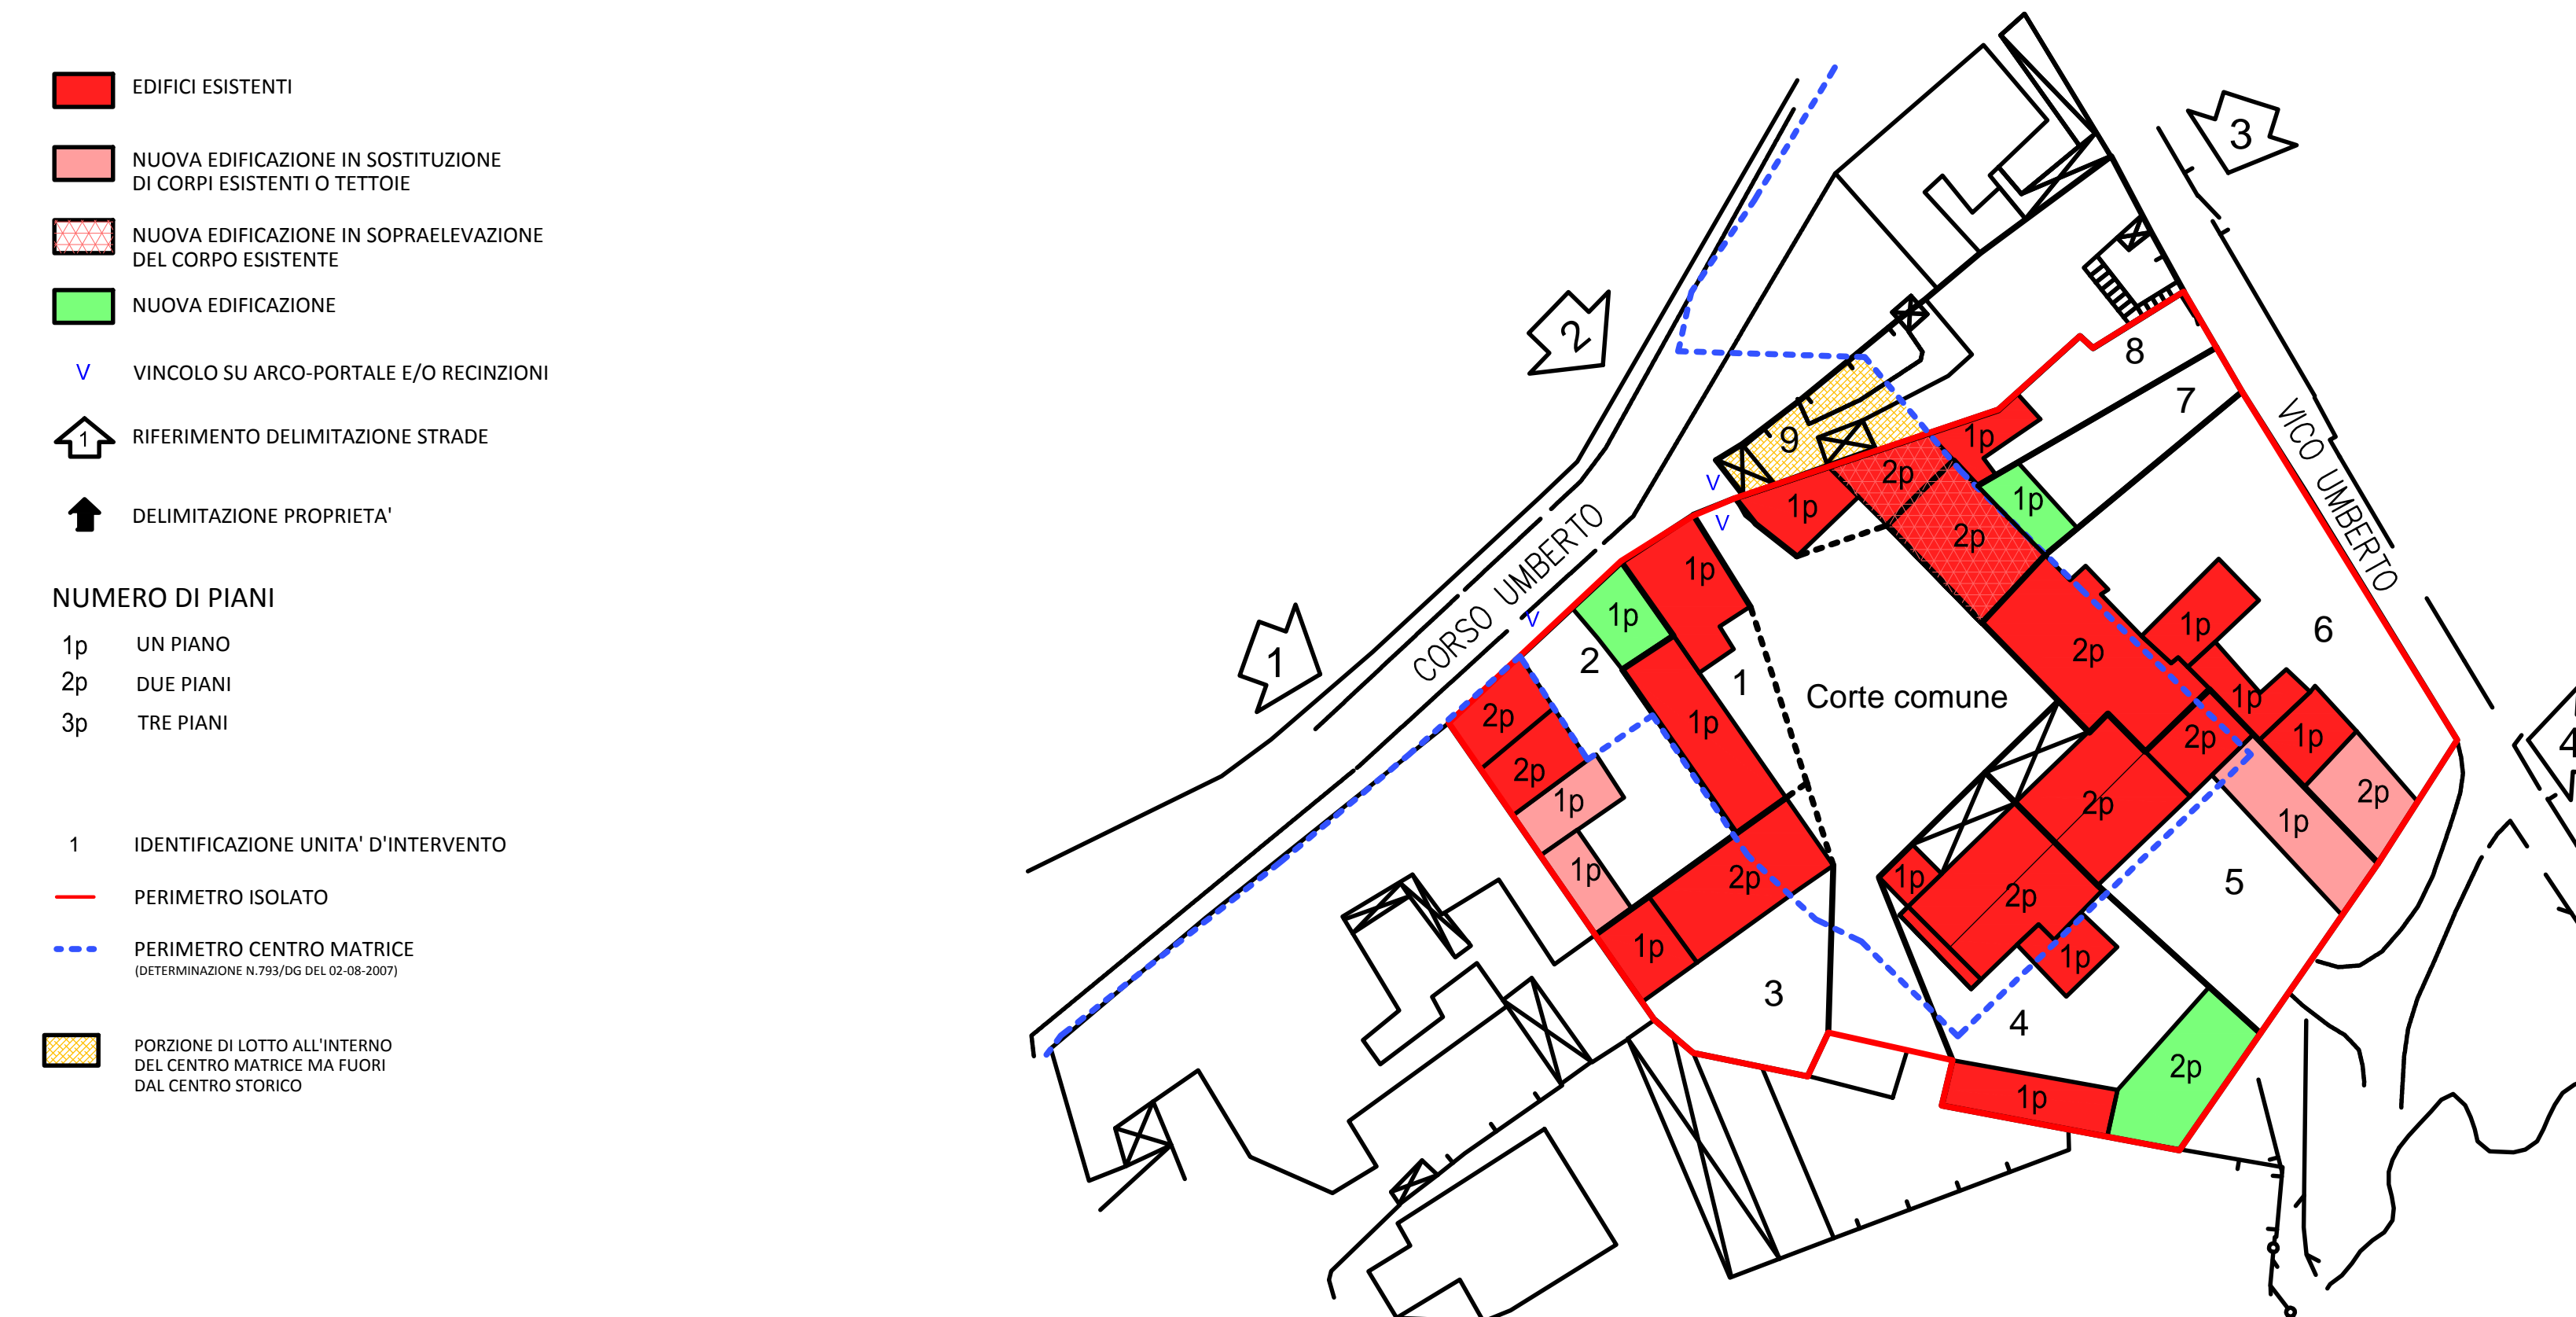 EDIFICI ESISTENTI
NUOVA EDIFICAZIONE IN SOSTITUZIONE
DI CORPI ESISTENTI O TETTOIE
NUOVA EDIFICAZIONE IN SOPRAELEVAZIONE
DEL CORPO ESISTENTE
NUOVA EDIFICAZIONE
V VINCOLO SU ARCO-PORTALE E/O RECINZIONI
1 RIFERIMENTO DELIMITAZIONE STRADE
DELIMITAZIONE PROPRIETA'
NUMERO DI PIANI
1p UN PIANO
2p DUE PIANI
3p TRE PIANI
1 IDENTIFICAZIONE UNITA' D'INTERVENTO
PERIMETRO ISOLATO
PERIMETRO CENTRO MATRICE
(DETERMINAZIONE N.793/DG DEL 02-08-2007)
PORZIONE DI LOTTO ALL'INTERNO
DEL CENTRO MATRICE MA FUORI
DAL CENTRO STORICO
3
2
8
7
9
1p
2p
V
1p
1p
V
2p
VICO UMBERTO
1p
CORSO UMBERTO
1p
V
1p
6
2
2p
1
1
Corte comune
1p
2p
1p
2p
1p
4
2p
1p
2p
1p
2p
1p
1p
2p
1p
5
2p
1p
1p
3
4
2p
1p